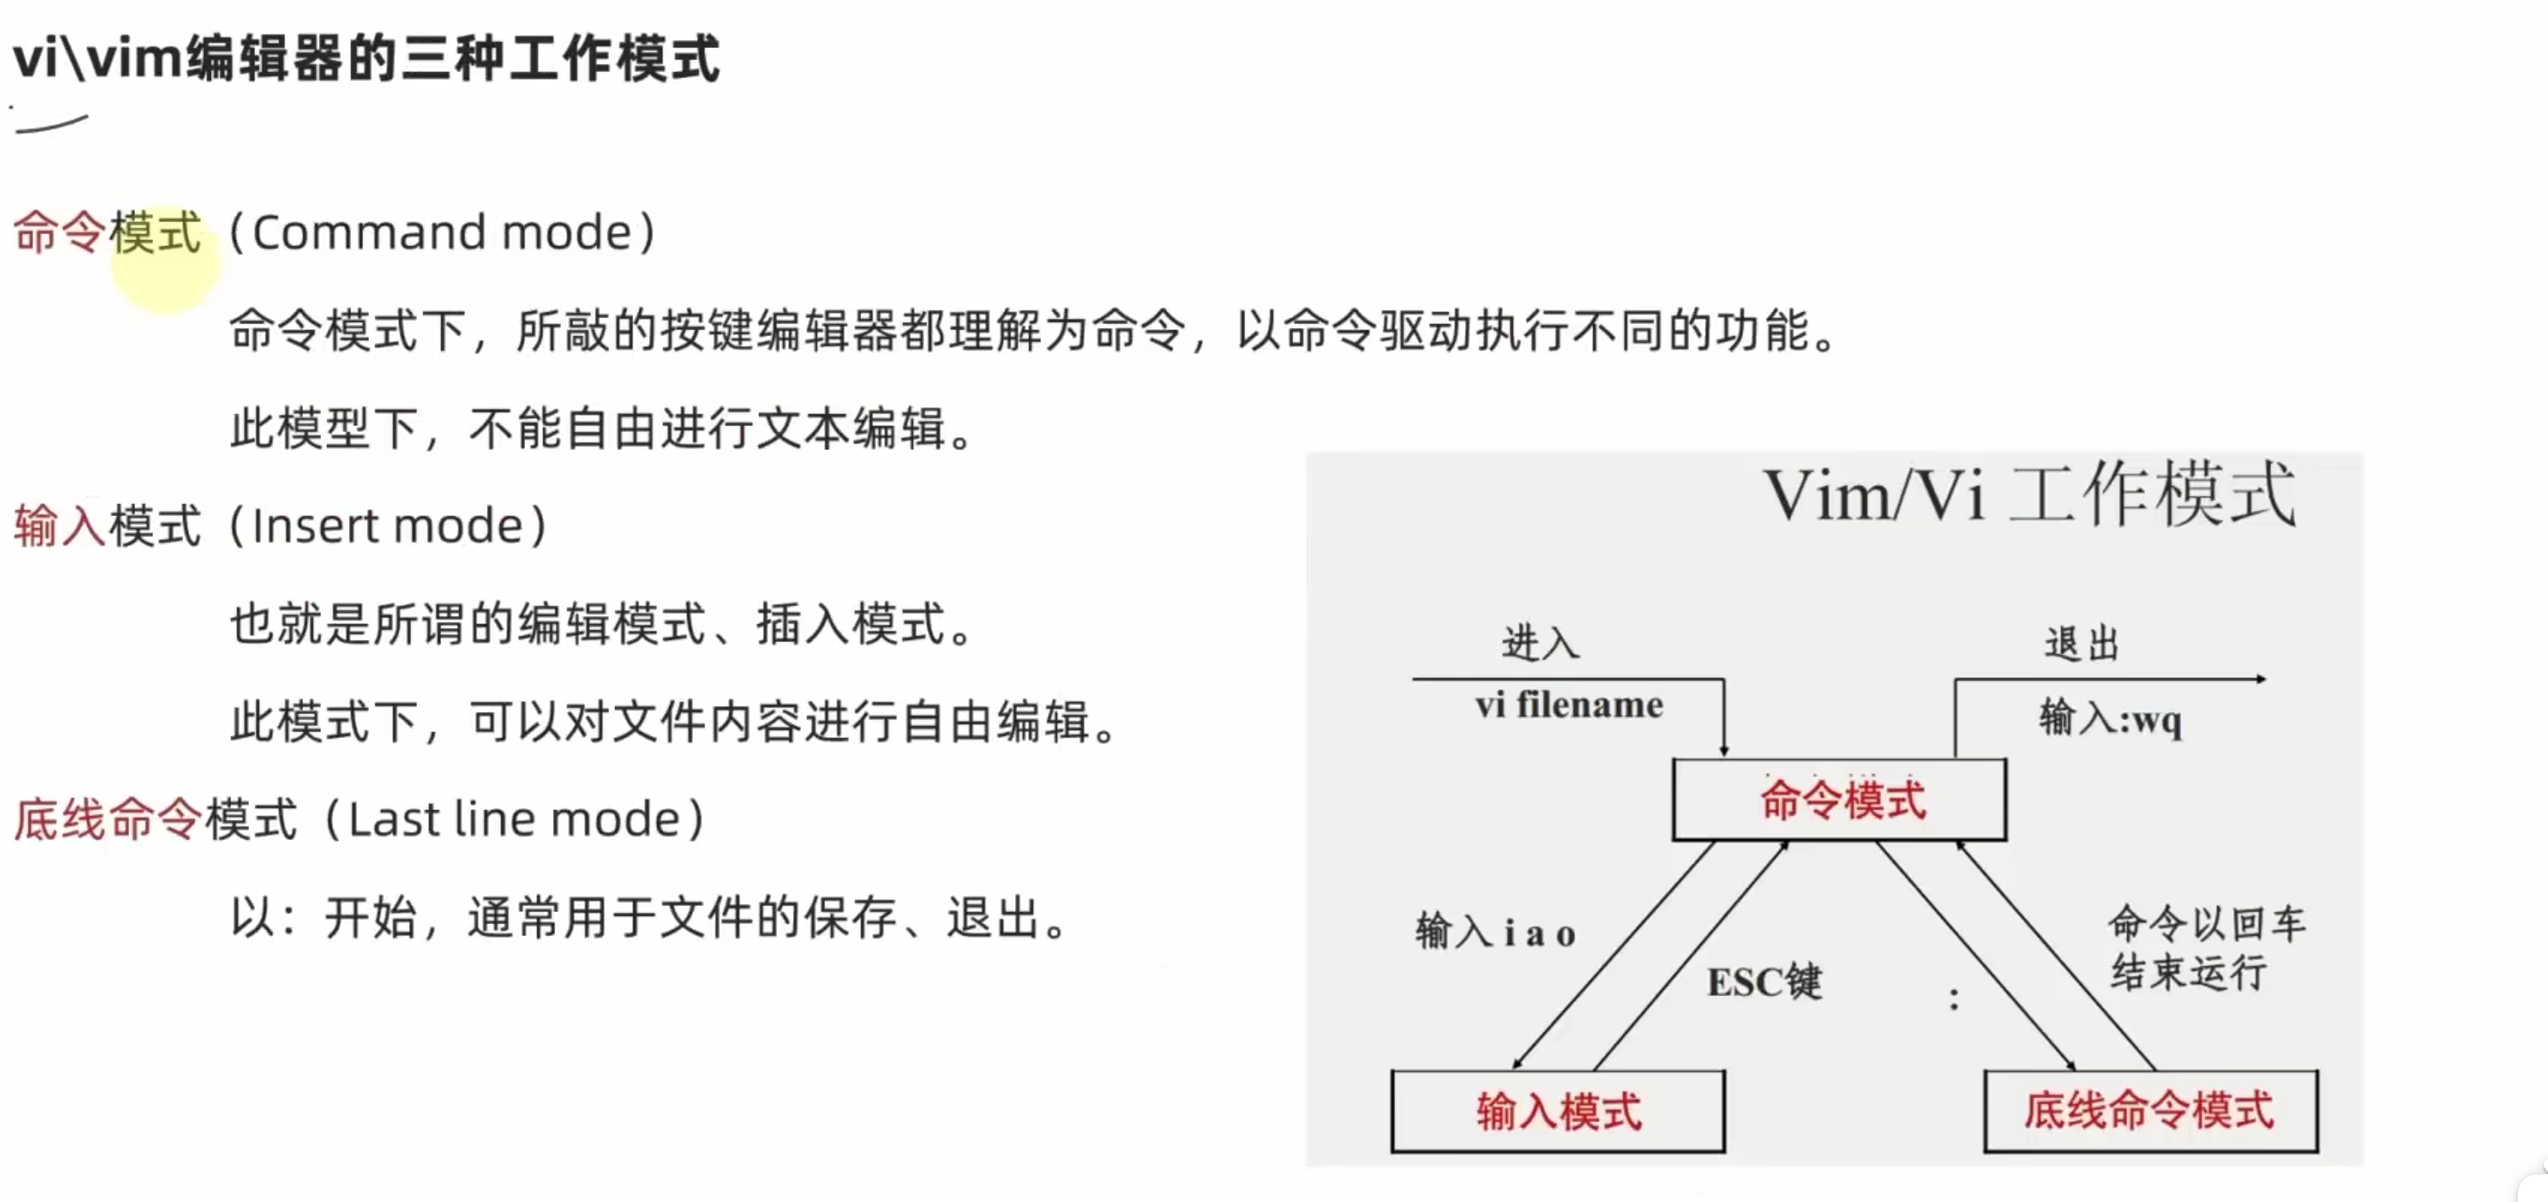 vi\vim编辑器的三种工作模式
命令模式（Command mode）
命令模式下，所敲的按键编辑器都理解为命令，以命令驱动执行不同的功能。
此模型下，不能自由进行文本编辑。
输入模式（Insert mode）
也就是所谓的编辑模式、插入模式。
此模式下，可以对文件内容进行自由编辑。
底线命令模式（Last line mode）
以：开始，通常用于文件的保存、退出。
Vim/Vi 工作模式
进入
vi filename
退出
输入:wq
命令模式
输入 i a o
ESC键
:
命令以回车
结束运行
输入模式
底线命令模式